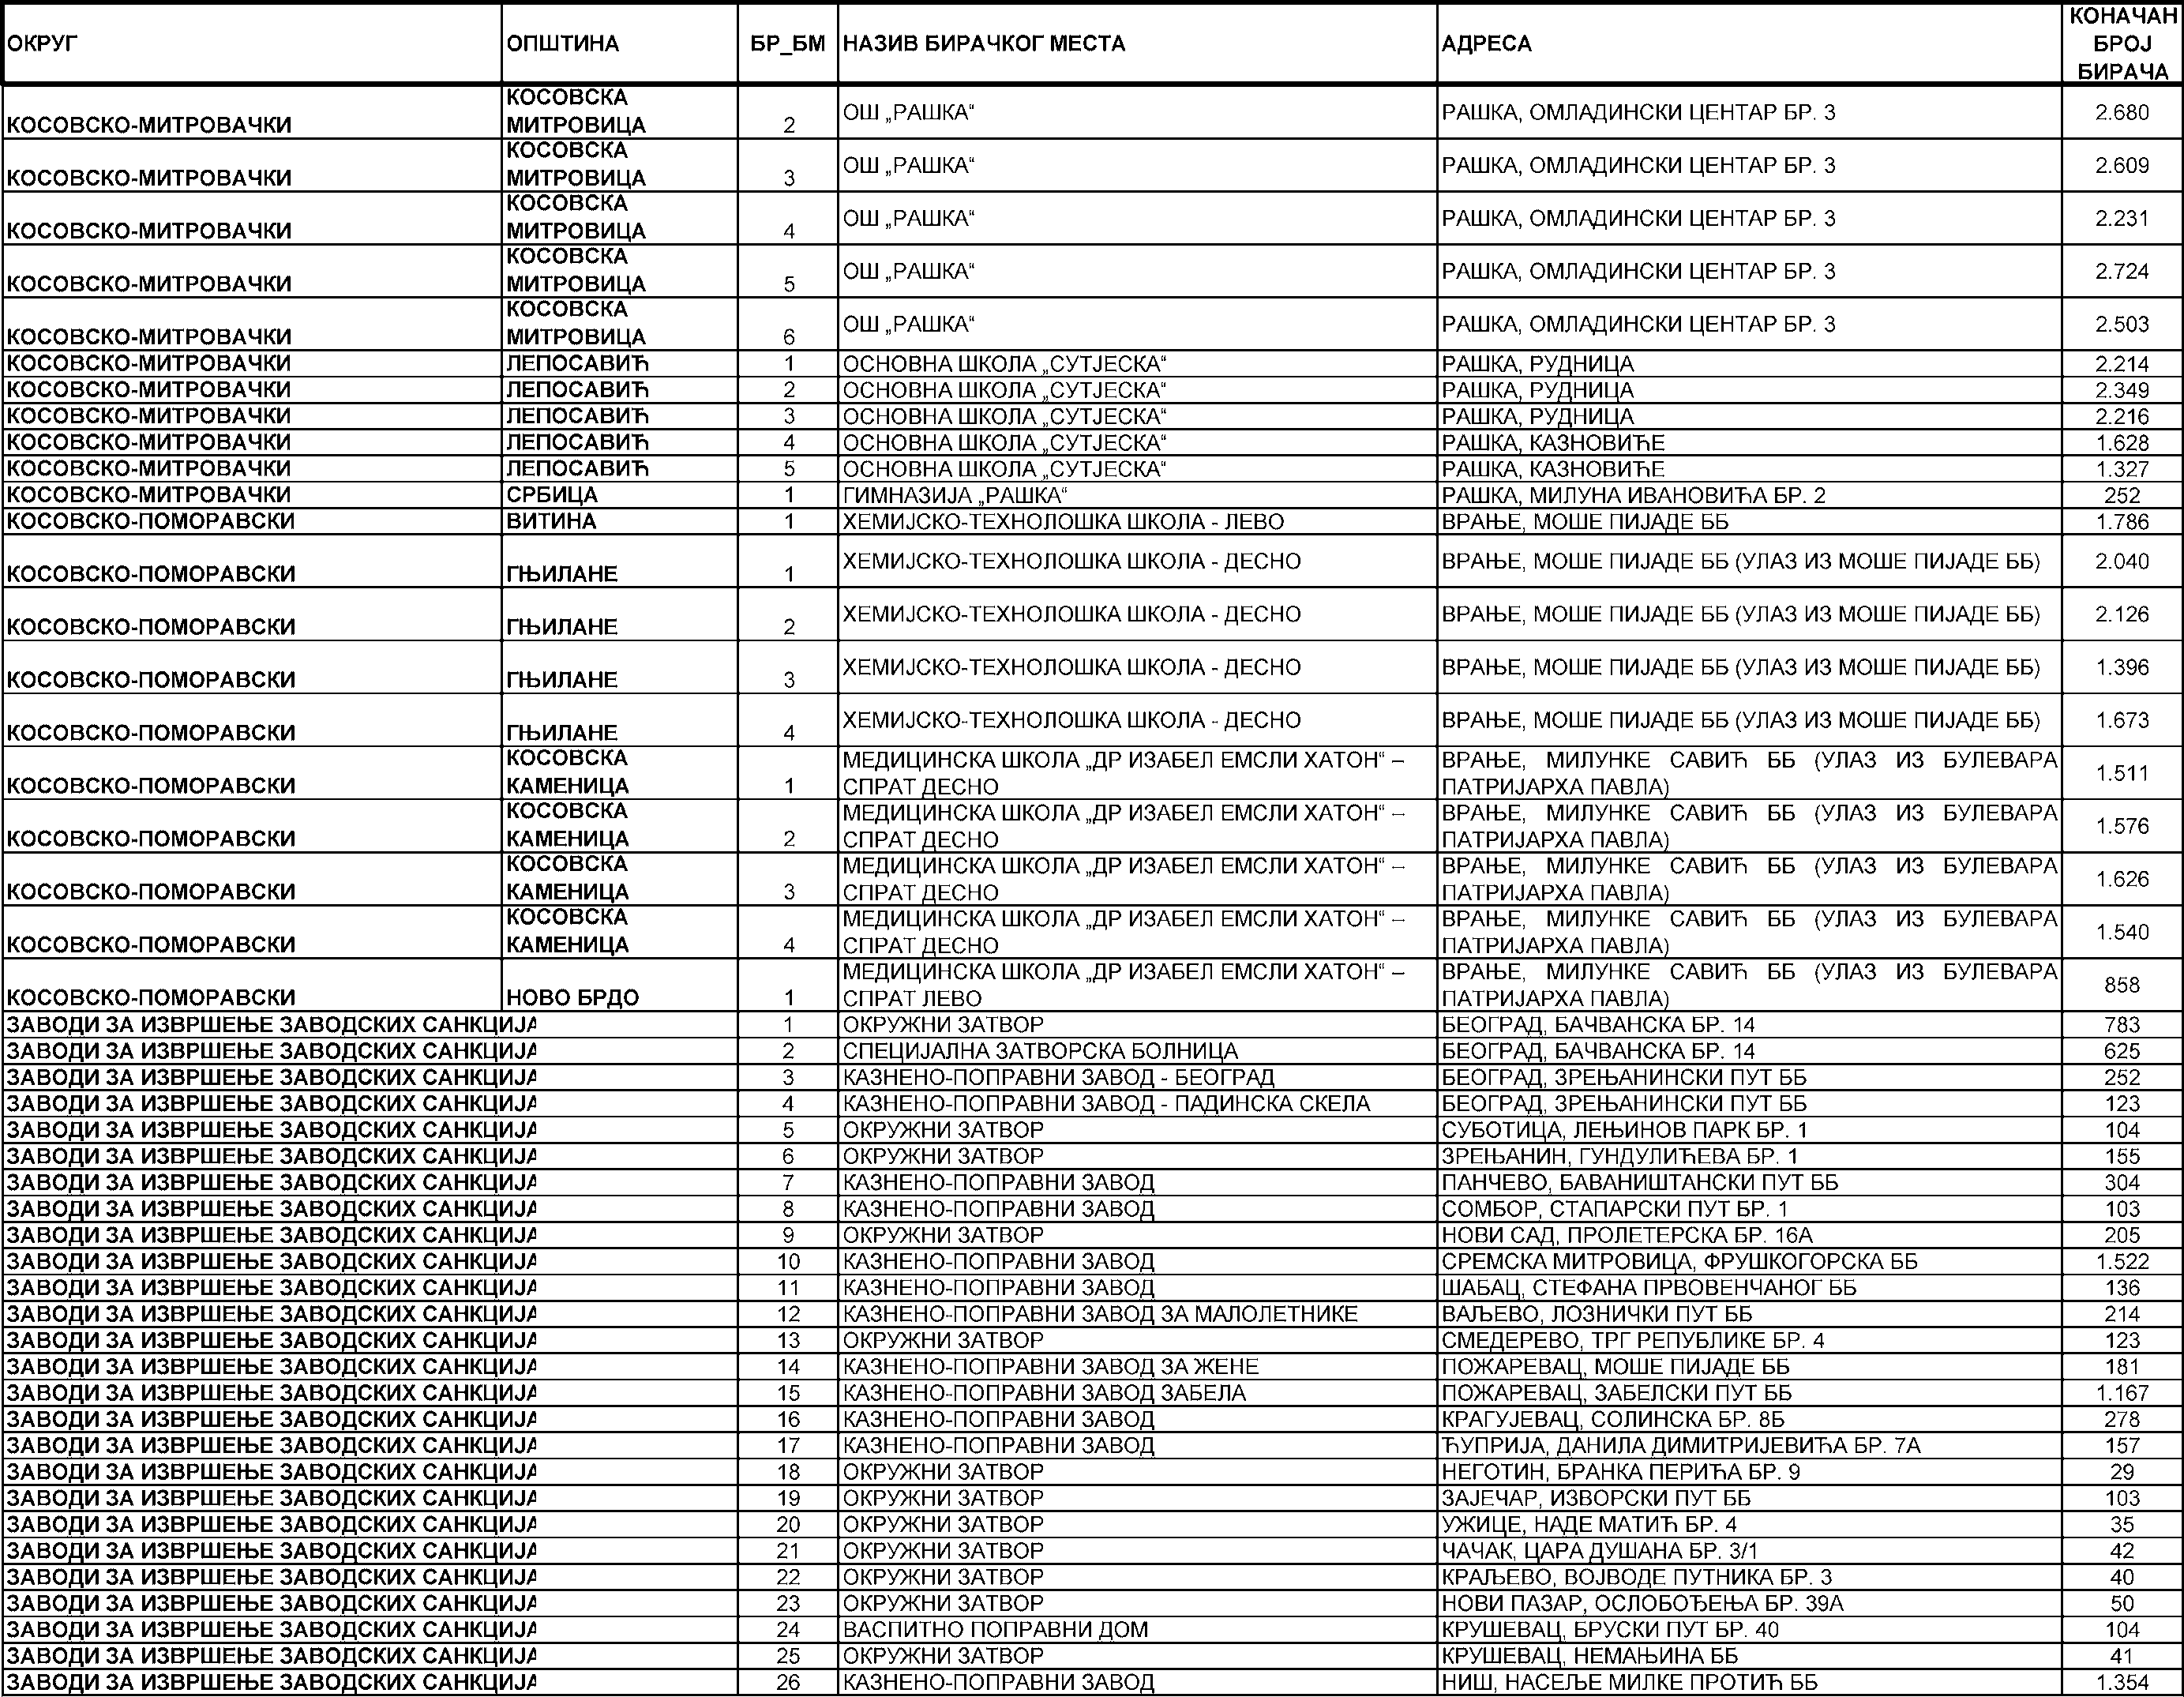 ОКРУГ ОПШТИНА БР_БМ НАЗИВ БИРАЧКОГ МЕСТА АДРЕСА КОНАЧАН БРОЈ БИРАЧА
КОСОВСКО-МИТРОВАЧКИ КОСОВСКА МИТРОВИЦА 2 ОШ „РАШКА“ РАШКА, ОМЛАДИНСКИ ЦЕНТАР БР. 3 2.680
КОСОВСКО-МИТРОВАЧКИ КОСОВСКА МИТРОВИЦА 3 ОШ „РАШКА“ РАШКА, ОМЛАДИНСКИ ЦЕНТАР БР. 3 2.609
КОСОВСКО-МИТРОВАЧКИ КОСОВСКА МИТРОВИЦА 4 ОШ „РАШКА“ РАШКА, ОМЛАДИНСКИ ЦЕНТАР БР. 3 2.231
КОСОВСКО-МИТРОВАЧКИ КОСОВСКА МИТРОВИЦА 5 ОШ „РАШКА“ РАШКА, ОМЛАДИНСКИ ЦЕНТАР БР. 3 2.724
КОСОВСКО-МИТРОВАЧКИ КОСОВСКА МИТРОВИЦА 6 ОШ „РАШКА“ РАШКА, ОМЛАДИНСКИ ЦЕНТАР БР. 3 2.503
КОСОВСКО-МИТРОВАЧКИ ЛЕПОСАВИЋ 1 ОСНОВНА ШКОЛА „СУТЈЕСКА“ РАШКА, РУДНИЦА 2.214
КОСОВСКО-МИТРОВАЧКИ ЛЕПОСАВИЋ 2 ОСНОВНА ШКОЛА „СУТЈЕСКА“ РАШКА, РУДНИЦА 2.349
КОСОВСКО-МИТРОВАЧКИ ЛЕПОСАВИЋ 3 ОСНОВНА ШКОЛА „СУТЈЕСКА“ РАШКА, РУДНИЦА 2.216
КОСОВСКО-МИТРОВАЧКИ ЛЕПОСАВИЋ 4 ОСНОВНА ШКОЛА „СУТЈЕСКА“ РАШКА, КАЗНОВИЋЕ 1.628
КОСОВСКО-МИТРОВАЧКИ ЛЕПОСАВИЋ 5 ОСНОВНА ШКОЛА „СУТЈЕСКА“ РАШКА, КАЗНОВИЋЕ 1.327
КОСОВСКО-МИТРОВАЧКИ СРБИЦА 1 ГИМНАЗИЈА „РАШКА“ РАШКА, МИЛУНА ИВАНОВИЋА БР. 2 252
КОСОВСКО-ПОМОРАВСКИ ВИТИНА 1 ХЕМИЈСКО-ТЕХНОЛОШКА ШКОЛА - ЛЕВО ВРАЊЕ, МОШЕ ПИЈАДЕ ББ 1.786
КОСОВСКО-ПОМОРАВСКИ ГЊИЛАНЕ 1 ХЕМИЈСКО-ТЕХНОЛОШКА ШКОЛА - ДЕСНО ВРАЊЕ, МОШЕ ПИЈАДЕ ББ (УЛАЗ ИЗ МОШЕ ПИЈАДЕ ББ) 2.040
КОСОВСКО-ПОМОРАВСКИ ГЊИЛАНЕ 2 ХЕМИЈСКО-ТЕХНОЛОШКА ШКОЛА - ДЕСНО ВРАЊЕ, МОШЕ ПИЈАДЕ ББ (УЛАЗ ИЗ МОШЕ ПИЈАДЕ ББ) 2.126
КОСОВСКО-ПОМОРАВСКИ ГЊИЛАНЕ 3 ХЕМИЈСКО-ТЕХНОЛОШКА ШКОЛА - ДЕСНО ВРАЊЕ, МОШЕ ПИЈАДЕ ББ (УЛАЗ ИЗ МОШЕ ПИЈАДЕ ББ) 1.396
КОСОВСКО-ПОМОРАВСКИ ГЊИЛАНЕ 4 ХЕМИЈСКО-ТЕХНОЛОШКА ШКОЛА - ДЕСНО ВРАЊЕ, МОШЕ ПИЈАДЕ ББ (УЛАЗ ИЗ МОШЕ ПИЈАДЕ ББ) 1.673
КОСОВСКО-ПОМОРАВСКИ КОСОВСКА КАМЕНИЦА 1 МЕДИЦИНСКА ШКОЛА „ДР ИЗАБЕЛ ЕМСЛИ ХАТОН“ – СПРАТ ДЕСНО ВРАЊЕ, МИЛУНКЕ САВИЋ ББ (УЛАЗ ИЗ БУЛЕВАРА ПАТРИЈАРХА ПАВЛА) 1.511
КОСОВСКО-ПОМОРАВСКИ КОСОВСКА КАМЕНИЦА 2 МЕДИЦИНСКА ШКОЛА „ДР ИЗАБЕЛ ЕМСЛИ ХАТОН“ – СПРАТ ДЕСНО ВРАЊЕ, МИЛУНКЕ САВИЋ ББ (УЛАЗ ИЗ БУЛЕВАРА ПАТРИЈАРХА ПАВЛА) 1.576
КОСОВСКО-ПОМОРАВСКИ КОСОВСКА КАМЕНИЦА 3 МЕДИЦИНСКА ШКОЛА „ДР ИЗАБЕЛ ЕМСЛИ ХАТОН“ – СПРАТ ДЕСНО ВРАЊЕ, МИЛУНКЕ САВИЋ ББ (УЛАЗ ИЗ БУЛЕВАРА ПАТРИЈАРХА ПАВЛА) 1.626
КОСОВСКО-ПОМОРАВСКИ КОСОВСКА КАМЕНИЦА 4 МЕДИЦИНСКА ШКОЛА „ДР ИЗАБЕЛ ЕМСЛИ ХАТОН“ – СПРАТ ДЕСНО ВРАЊЕ, МИЛУНКЕ САВИЋ ББ (УЛАЗ ИЗ БУЛЕВАРА ПАТРИЈАРХА ПАВЛА) 1.540
КОСОВСКО-ПОМОРАВСКИ НОВО БРДО 1 МЕДИЦИНСКА ШКОЛА „ДР ИЗАБЕЛ ЕМСЛИ ХАТОН“ – СПРАТ ЛЕВО ВРАЊЕ, МИЛУНКЕ САВИЋ ББ (УЛАЗ ИЗ БУЛЕВАРА ПАТРИЈАРХА ПАВЛА) 858
ЗАВОДИ ЗА ИЗВРШЕЊЕ ЗАВОДСКИХ САНКЦИЈА 1 ОКРУЖНИ ЗАТВОР БЕОГРАД, БАЧВАНСКА БР. 14 783
ЗАВОДИ ЗА ИЗВРШЕЊЕ ЗАВОДСКИХ САНКЦИЈА 2 СПЕЦИЈАЛНА ЗАТВОРСКА БОЛНИЦА БЕОГРАД, БАЧВАНСКА БР. 14 625
ЗАВОДИ ЗА ИЗВРШЕЊЕ ЗАВОДСКИХ САНКЦИЈА 3 КАЗНЕНО-ПОПРАВНИ ЗАВОД - БЕОГРАД БЕОГРАД, ЗРЕЊАНИНСКИ ПУТ ББ 252
ЗАВОДИ ЗА ИЗВРШЕЊЕ ЗАВОДСКИХ САНКЦИЈА 4 КАЗНЕНО-ПОПРАВНИ ЗАВОД - ПАДИНСКА СКЕЛА БЕОГРАД, ЗРЕЊАНИНСКИ ПУТ ББ 123
ЗАВОДИ ЗА ИЗВРШЕЊЕ ЗАВОДСКИХ САНКЦИЈА 5 ОКРУЖНИ ЗАТВОР СУБОТИЦА, ЛЕЊИНОВ ПАРК БР. 1 104
ЗАВОДИ ЗА ИЗВРШЕЊЕ ЗАВОДСКИХ САНКЦИЈА 6 ОКРУЖНИ ЗАТВОР ЗРЕЊАНИН, ГУНДУЛИЋЕВА БР. 1 155
ЗАВОДИ ЗА ИЗВРШЕЊЕ ЗАВОДСКИХ САНКЦИЈА 7 КАЗНЕНО-ПОПРАВНИ ЗАВОД ПАНЧЕВО, БАВАНИШТАНСКИ ПУТ ББ 304
ЗАВОДИ ЗА ИЗВРШЕЊЕ ЗАВОДСКИХ САНКЦИЈА 8 КАЗНЕНО-ПОПРАВНИ ЗАВОД СОМБОР, СТАПАРСКИ ПУТ БР. 1 103
ЗАВОДИ ЗА ИЗВРШЕЊЕ ЗАВОДСКИХ САНКЦИЈА 9 ОКРУЖНИ ЗАТВОР НОВИ САД, ПРОЛЕТЕРСКА БР. 16А 205
ЗАВОДИ ЗА ИЗВРШЕЊЕ ЗАВОДСКИХ САНКЦИЈА 10 КАЗНЕНО-ПОПРАВНИ ЗАВОД СРЕМСКА МИТРОВИЦА, ФРУШКОГОРСКА ББ 1.522
ЗАВОДИ ЗА ИЗВРШЕЊЕ ЗАВОДСКИХ САНКЦИЈА 11 КАЗНЕНО-ПОПРАВНИ ЗАВОД ШАБАЦ, СТЕФАНА ПРВОВЕНЧАНОГ ББ 136
ЗАВОДИ ЗА ИЗВРШЕЊЕ ЗАВОДСКИХ САНКЦИЈА 12 КАЗНЕНО-ПОПРАВНИ ЗАВОД ЗА МАЛОЛЕТНИКЕ ВАЉЕВО, ЛОЗНИЧКИ ПУТ ББ 214
ЗАВОДИ ЗА ИЗВРШЕЊЕ ЗАВОДСКИХ САНКЦИЈА 13 ОКРУЖНИ ЗАТВОР СМЕДЕРЕВО, ТРГ РЕПУБЛИКЕ БР. 4 123
ЗАВОДИ ЗА ИЗВРШЕЊЕ ЗАВОДСКИХ САНКЦИЈА 14 КАЗНЕНО-ПОПРАВНИ ЗАВОД ЗА ЖЕНЕ ПОЖАРЕВАЦ, МОШЕ ПИЈАДЕ ББ 181
ЗАВОДИ ЗА ИЗВРШЕЊЕ ЗАВОДСКИХ САНКЦИЈА 15 КАЗНЕНО-ПОПРАВНИ ЗАВОД ЗАБЕЛА ПОЖАРЕВАЦ, ЗАБЕЛСКИ ПУТ ББ 1.167
ЗАВОДИ ЗА ИЗВРШЕЊЕ ЗАВОДСКИХ САНКЦИЈА 16 КАЗНЕНО-ПОПРАВНИ ЗАВОД КРАГУЈЕВАЦ, СОЛИНСКА БР. 8Б 278
ЗАВОДИ ЗА ИЗВРШЕЊЕ ЗАВОДСКИХ САНКЦИЈА 17 КАЗНЕНО-ПОПРАВНИ ЗАВОД ЋУПРИЈА, ДАНИЛА ДИМИТРИЈЕВИЋА БР. 7А 157
ЗАВОДИ ЗА ИЗВРШЕЊЕ ЗАВОДСКИХ САНКЦИЈА 18 ОКРУЖНИ ЗАТВОР НЕГОТИН, БРАНКА ПЕРИЋА БР. 9 29
ЗАВОДИ ЗА ИЗВРШЕЊЕ ЗАВОДСКИХ САНКЦИЈА 19 ОКРУЖНИ ЗАТВОР ЗАЈЕЧАР, ИЗВОРСКИ ПУТ ББ 103
ЗАВОДИ ЗА ИЗВРШЕЊЕ ЗАВОДСКИХ САНКЦИЈА 20 ОКРУЖНИ ЗАТВОР УЖИЦЕ, НАДЕ МАТИЋ БР. 4 35
ЗАВОДИ ЗА ИЗВРШЕЊЕ ЗАВОДСКИХ САНКЦИЈА 21 ОКРУЖНИ ЗАТВОР ЧАЧАК, ЦАРА ДУШАНА БР. 3/1 42
ЗАВОДИ ЗА ИЗВРШЕЊЕ ЗАВОДСКИХ САНКЦИЈА 22 ОКРУЖНИ ЗАТВОР КРАЉЕВО, ВОЈВОДЕ ПУТНИКА БР. 3 40
ЗАВОДИ ЗА ИЗВРШЕЊЕ ЗАВОДСКИХ САНКЦИЈА 23 ОКРУЖНИ ЗАТВОР НОВИ ПАЗАР, ОСЛОБОЂЕЊА БР. 39А 50
ЗАВОДИ ЗА ИЗВРШЕЊЕ ЗАВОДСКИХ САНКЦИЈА 24 ВАСПИТНО ПОПРАВНИ ДОМ КРУШЕВАЦ, БРУСКИ ПУТ БР. 40 104
ЗАВОДИ ЗА ИЗВРШЕЊЕ ЗАВОДСКИХ САНКЦИЈА 25 ОКРУЖНИ ЗАТВОР КРУШЕВАЦ, НЕМАЊИНА ББ 41
ЗАВОДИ ЗА ИЗВРШЕЊЕ ЗАВОДСКИХ САНКЦИЈА 26 КАЗНЕНО-ПОПРАВНИ ЗАВОД НИШ, НАСЕЉЕ МИЛКЕ ПРОТИЋ ББ 1.354